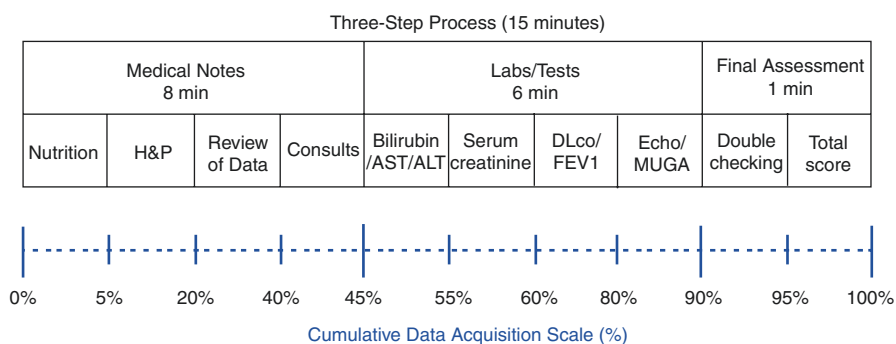 Three-Step Process (15 minutes)
Medical Notes
8 min
Labs/Tests
6 min
Final Assessment
1 min
Nutrition
H&P
Review
of Data
Consults
Bilirubin
/AST/ALT
Serum
creatinine
DLco/
FEV1
Echo/
MUGA
Double
checking
Total
score
0% 5% 20% 40% 45% 55% 60% 80% 90% 95% 100%
Cumulative Data Acquisition Scale (%)